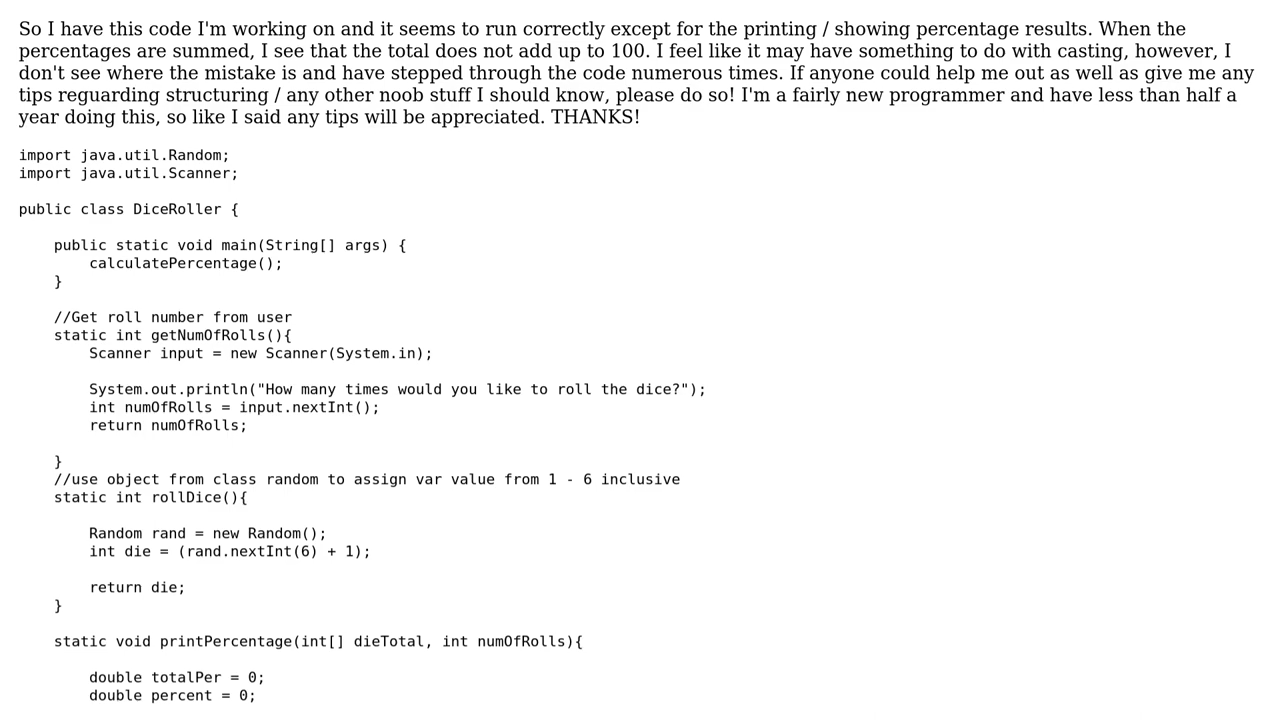 So I have this code I'm working on and it seems to run correctly except for the printing / showing percentage results. When the
percentages are summed, I see that the total does not add up to 100. I feel like it may have something to do with casting, however, I
don't see where the mistake is and have stepped through the code numerous times. If anyone could help me out as well as give me any
tips reguarding structuring / any other noob stuff I should know, please do so! I'm a fairly new programmer and have less than half a
year doing this, so like I said any tips will be appreciated. THANKS!

import java.util.Random;
import java.util.Scanner;

public class DiceRoller {

    public static void main(String[] args) {
        calculatePercentage();
    }

    //Get roll number from user
    static int getNumOfRolls(){
        Scanner input = new Scanner(System.in);

        System.out.println("How many times would you like to roll the dice?");
        int numOfRolls = input.nextInt();
        return numOfRolls;

    }
    //use object from class random to assign var value from 1 - 6 inclusive
    static int rollDice(){

        Random rand = new Random();
        int die = (rand.nextInt(6) + 1);

        return die;
    }

    static void printPercentage(int[] dieTotal, int numOfRolls){

        double totalPer = 0;
        double percent = 0;